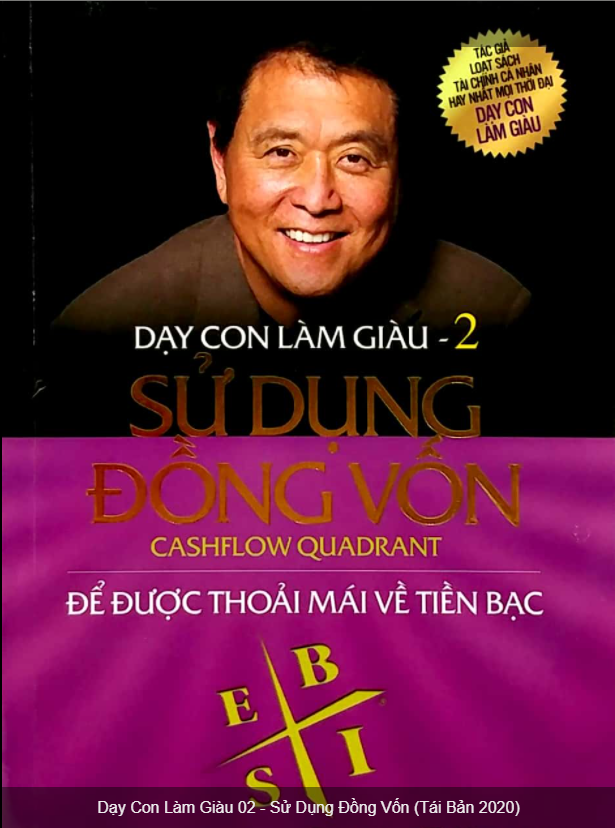 TÁC GIẢ
LOẠT SÁCH
TÀI CHÍNH CÁ NHÂN
HAY NHẤT MỌI THỜI ĐẠI
DẠY CON
LÀM GIÀU
DẠY CON LÀM GIÀU - 2
SỬ DỤNG
ĐỒNG VỐN
CASHFLOW QUADRANT
ĐỂ ĐƯỢC THOẢI MÁI VỀ TIỀN BẠC
E B
S I
Dạy Con Làm Giàu 02 - Sử Dụng Đồng Vốn (Tái Bản 2020)